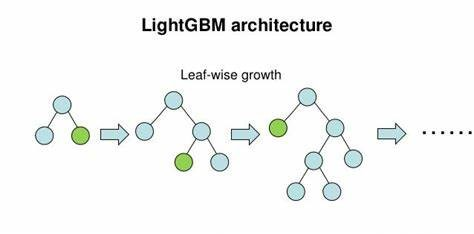 LightGBM architecture
Leaf-wise growth
......